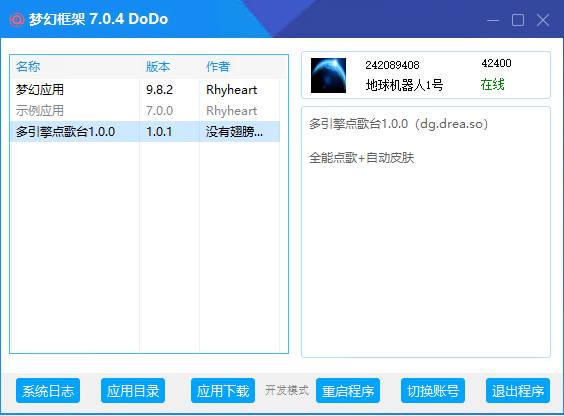 梦幻框架 7.0.4 DoDo
名称 版本 作者
梦幻应用 9.8.2 Rhyheart
示例应用 7.0.0 Rhyheart
多引擎点歌台1.0.0 1.0.1 没有翅膀...
242089408 42400
地球机器人1号 在线
多引擎点歌台1.0.0（dg.drea.so）
全能点歌+自动皮肤
系统日志 应用目录 应用下载 开发模式 重启程序 切换账号 退出程序